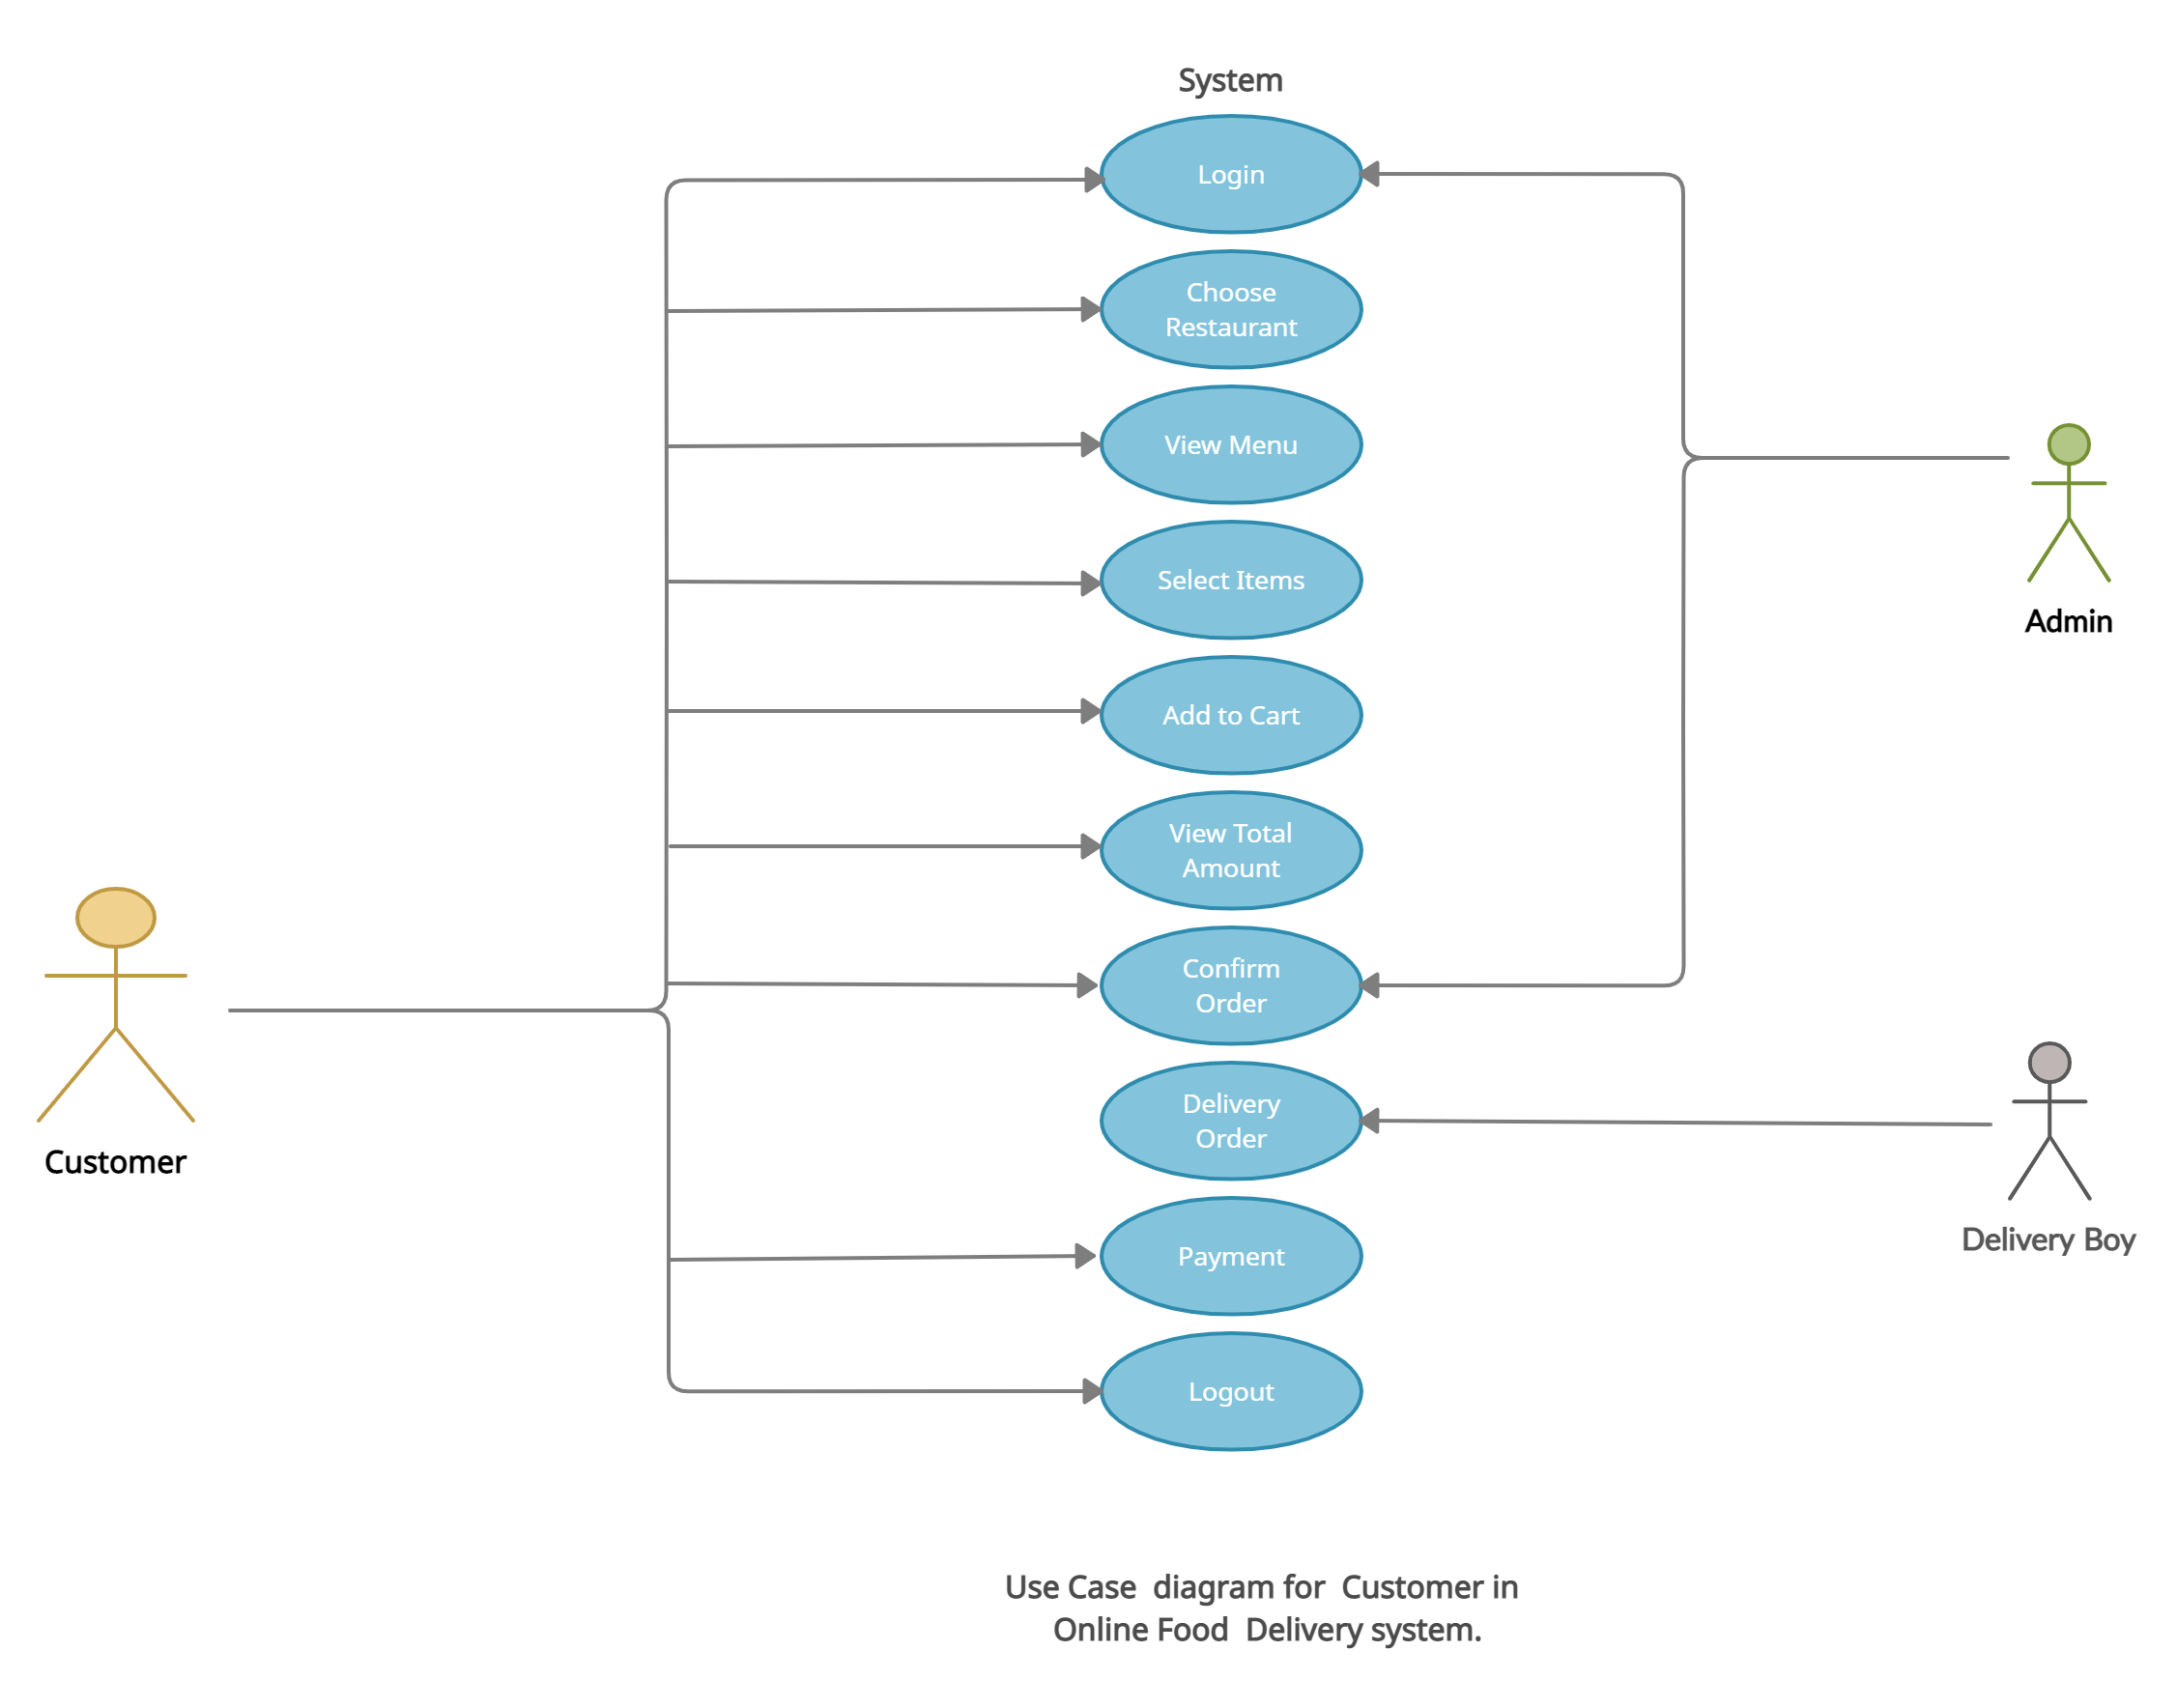 System
Login
Choose
Restaurant
View Menu
Select Items
Admin
Add to Cart
View Total
Amount
Confirm
Order
Customer
Delivery
Order
Delivery Boy
Payment
Logout
Use Case diagram for Customer in
Online Food Delivery system.